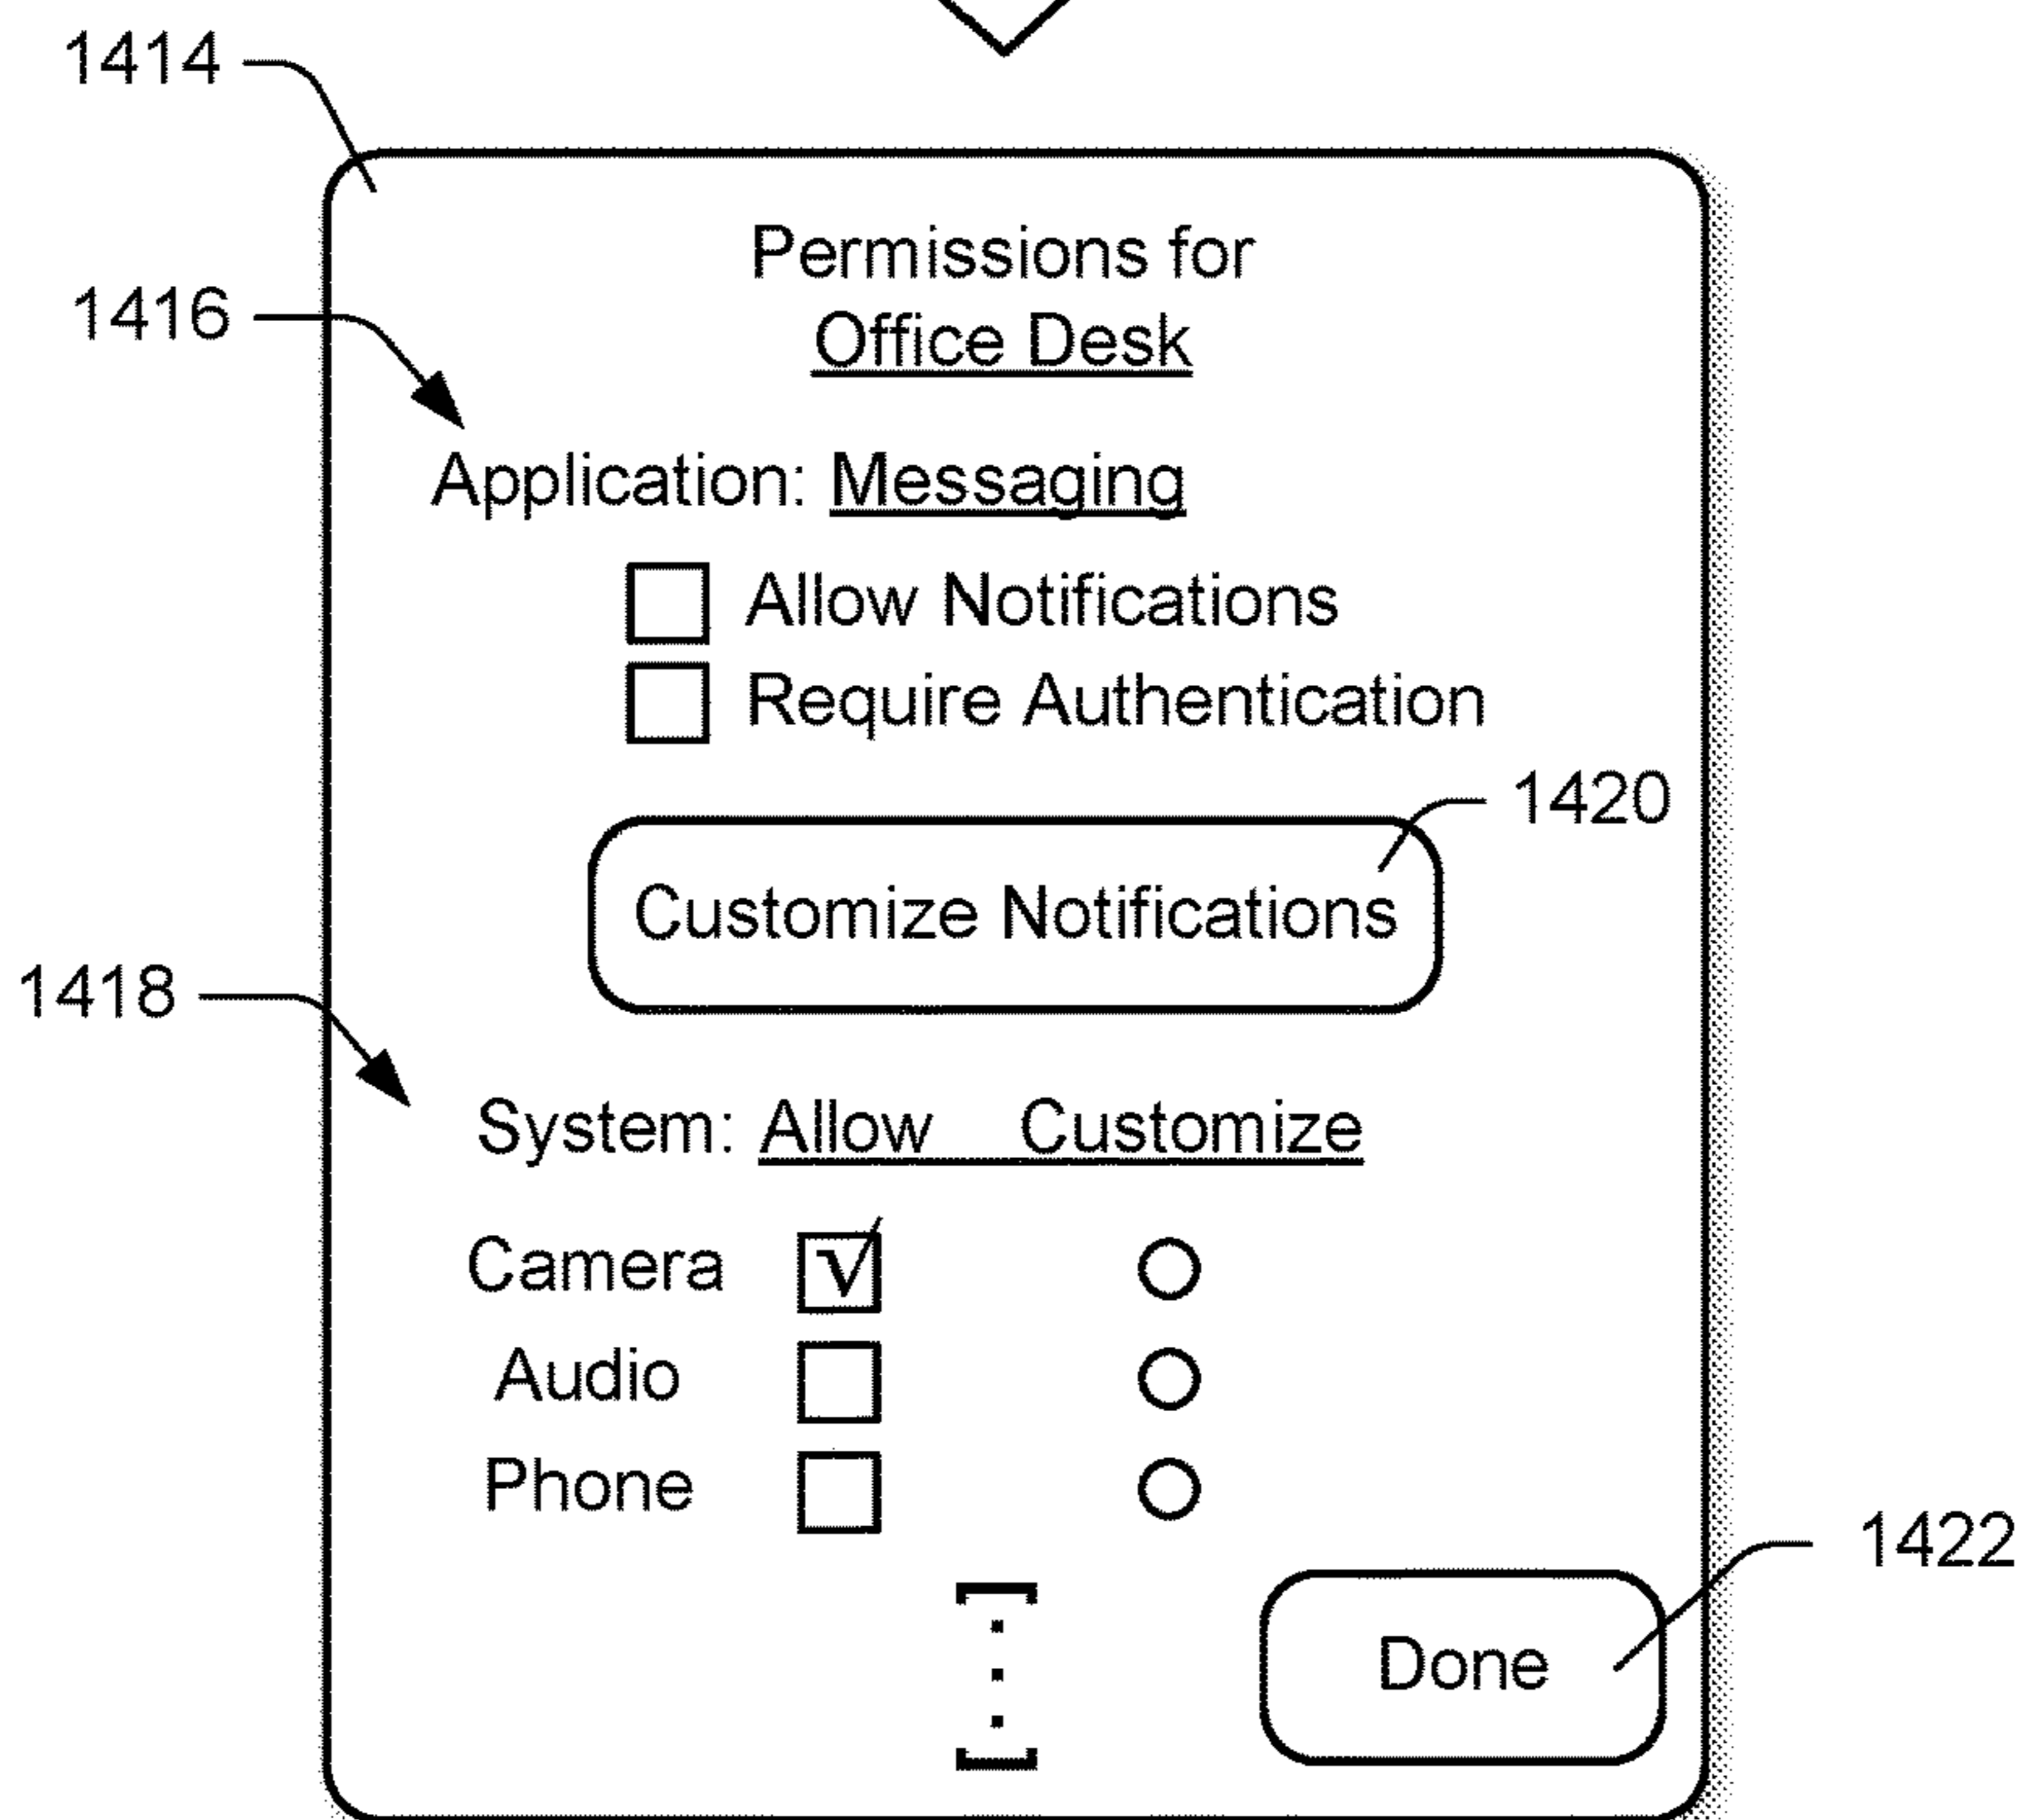 1414
Permissions for
1416
Office Desk
Application: Messaging
Allow Notifications
Require Authentication
1420
Customize Notifications
1418
System: Allow Customize
Camera √
Audio
Phone
1422
Done